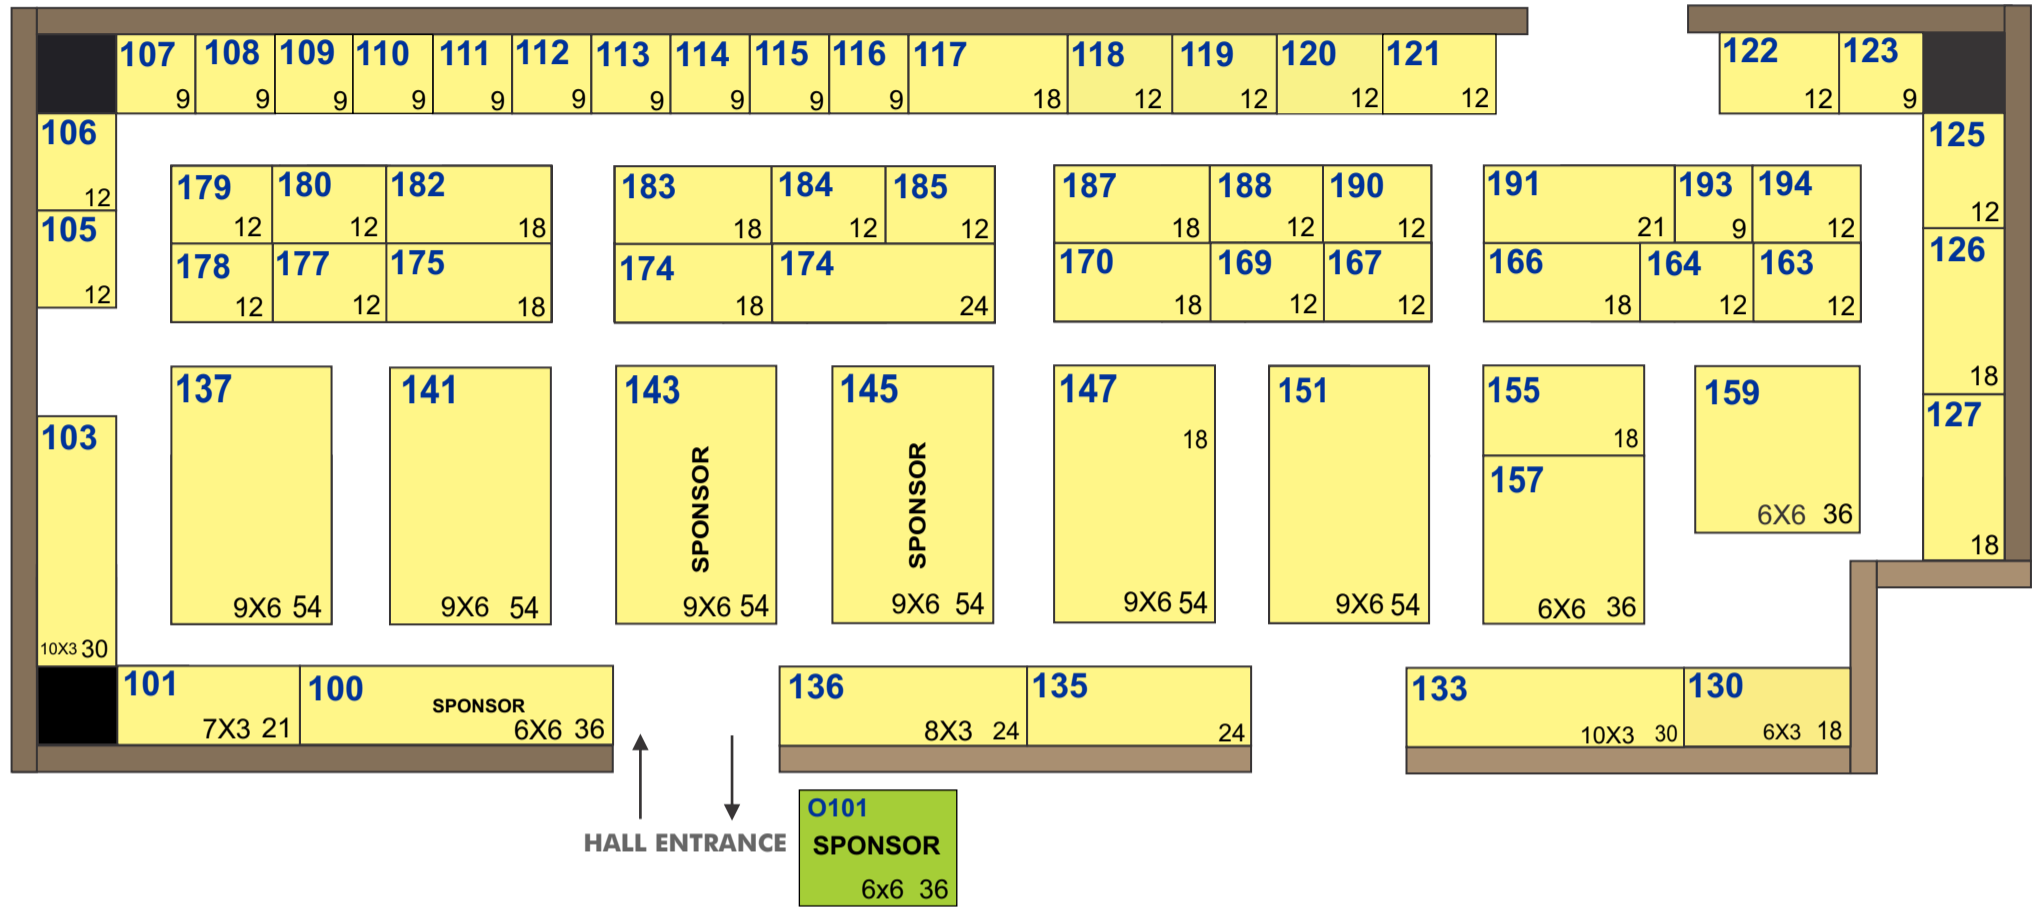 107 108 109 110 111 112 113 114 115 116 117 118 119 120 121 122 123
9 9 9 9 9 9 9 9 9 9 18 12 12 12 12 12 9
106 125
12 12
105 126
12 18
103 127
10X3 30 18
179 180 182 183 184 185 187 188 190 191 193 194
12 12 18 18 12 12 18 12 12 21 9 12
178 177 175 174 174 170 169 167 166 164 163
12 12 18 18 24 18 12 12 18 12 12
137 141 143 145 147 151 155 159
18 18
SPONSOR SPONSOR
157
6X6 36
9X6 54 9X6 54 9X6 54 9X6 54 9X6 54 9X6 54 6X6 36
101 100 136 135 133 130
SPONSOR
7X3 21 6X6 36 8X3 24 24 10X3 30 6X3 18
HALL ENTRANCE
O101
SPONSOR
6x6 36